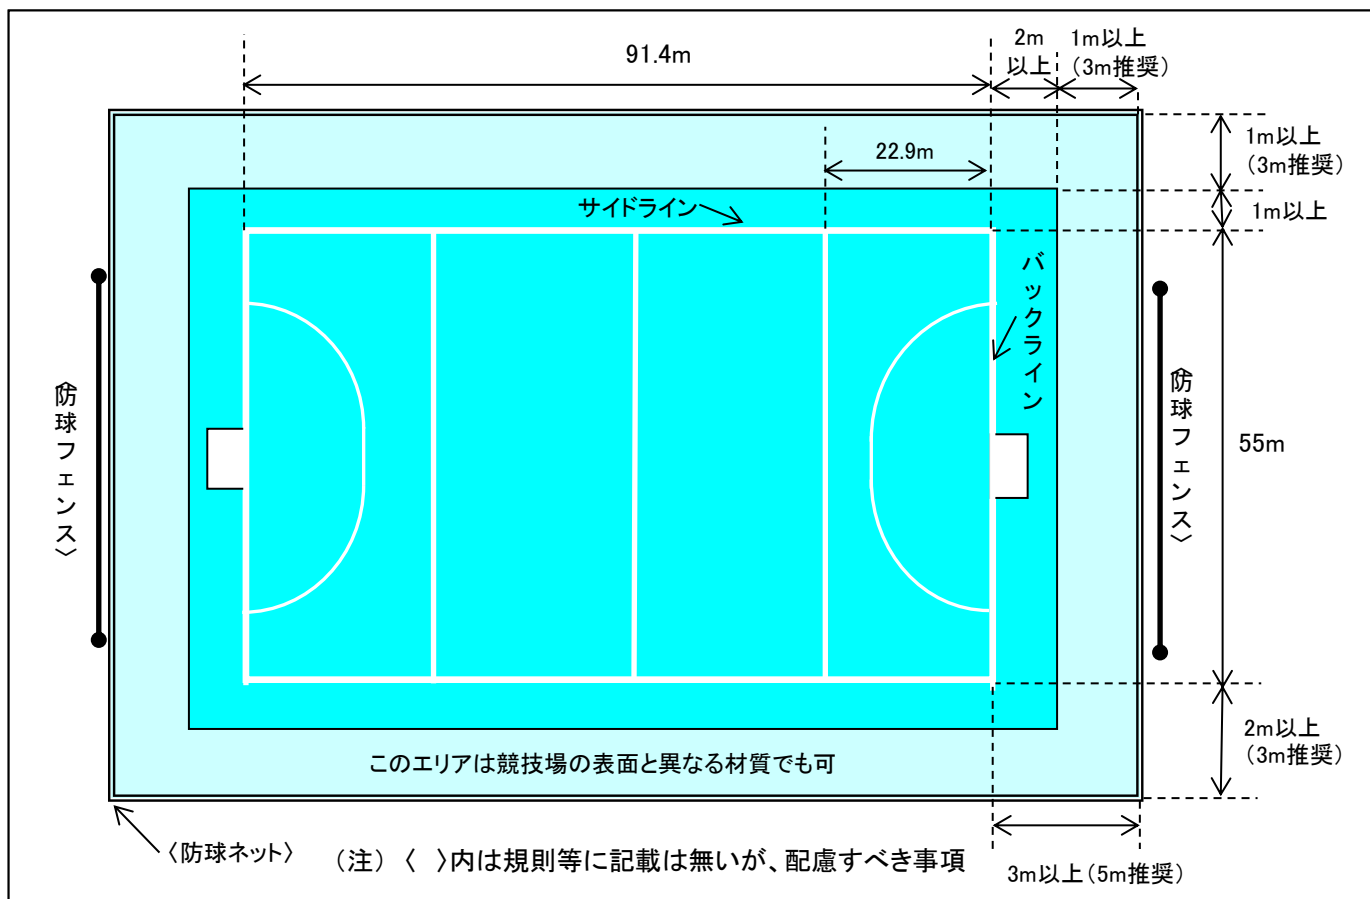 91.4m
2m
以上
1m以上
（3m推奨）
22.9m
1m以上
（3m推奨）
サイドライン
1m以上
バックライン
〈防球フェンス〉
〈防球フェンス〉
55m
2m以上
（3m推奨）
このエリアは競技場の表面と異なる材質でも可
〈防球ネット〉
（注）〈 〉内は規則等に記載は無いが、配慮すべき事項
3m以上（5m推奨）